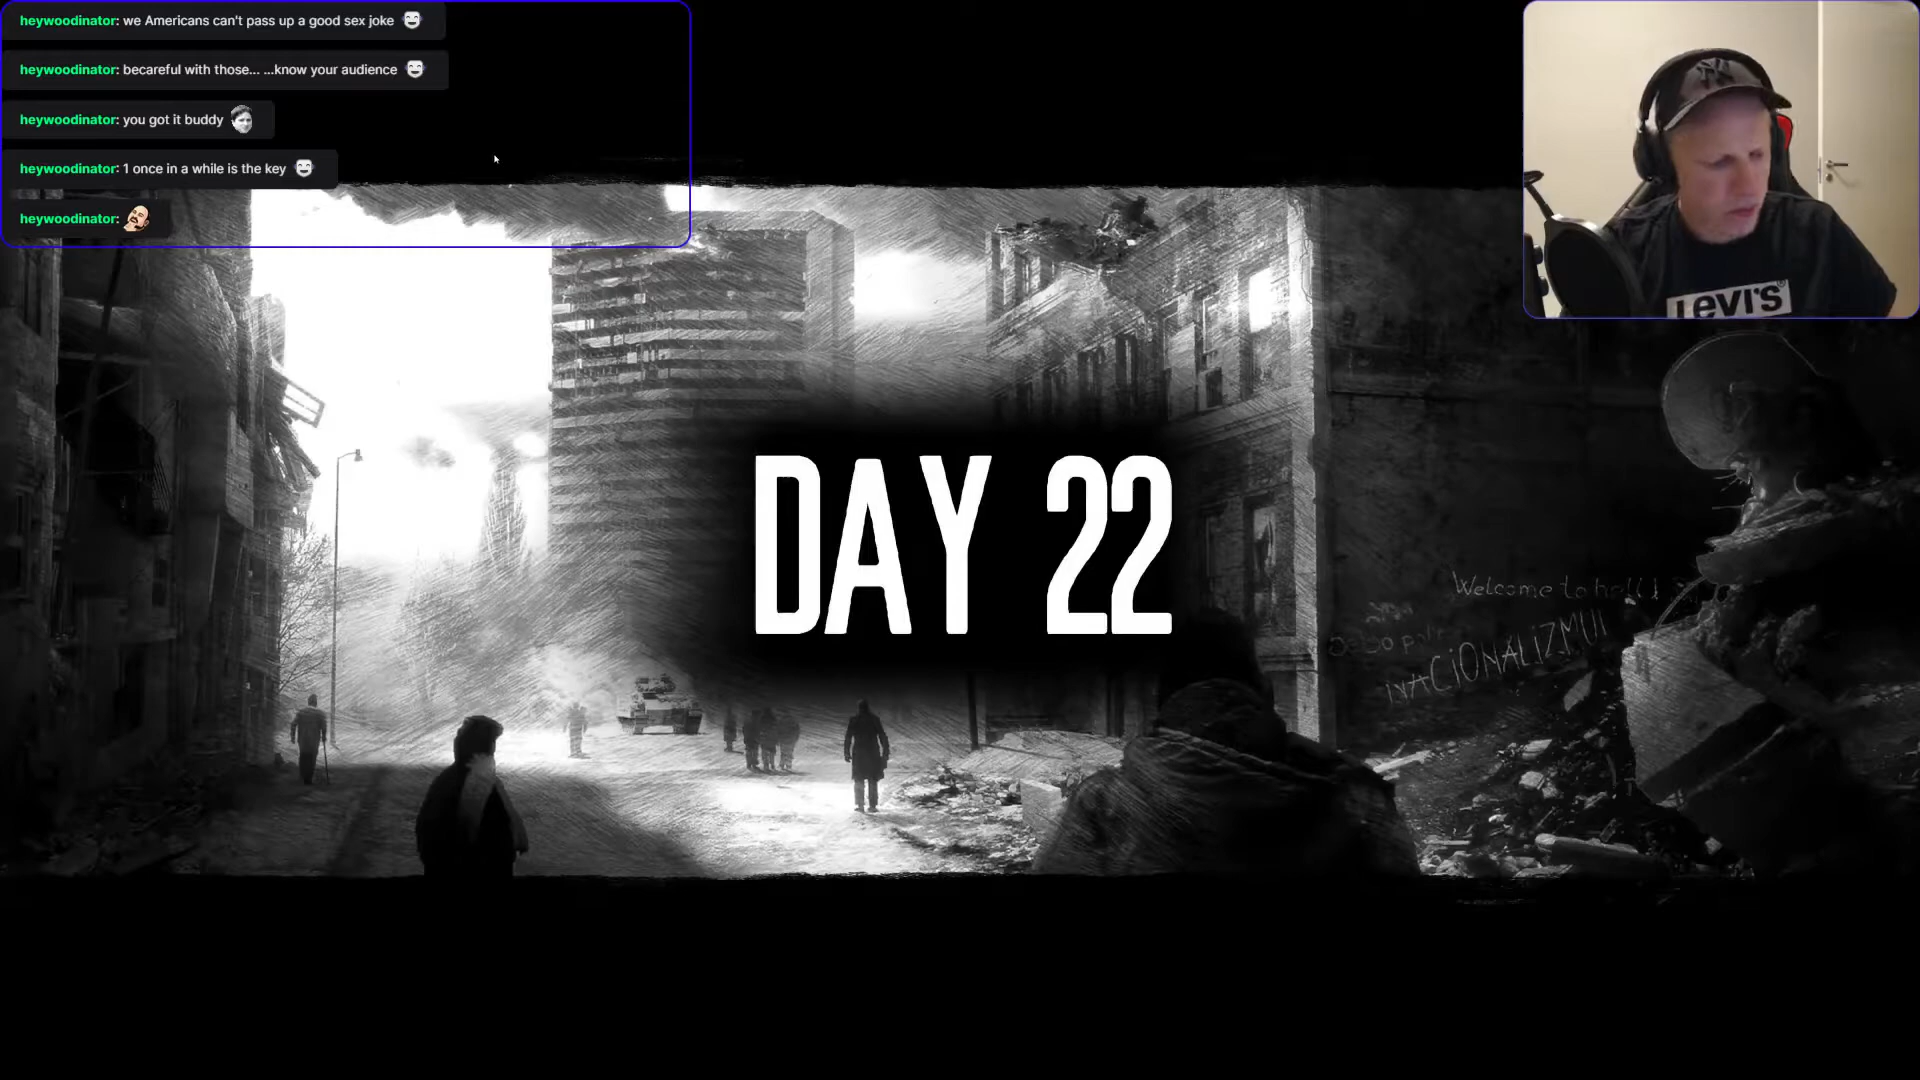 heywoodinator: we Americans can't pass up a good sex joke
heywoodinator: becareful with those... ...know your audience
heywoodinator: you got it buddy
heywoodinator: 1 once in a while is the key
heywoodinator:
LEVI'S
DAY 22
Welcome to hell!
NACIONALIZMU!